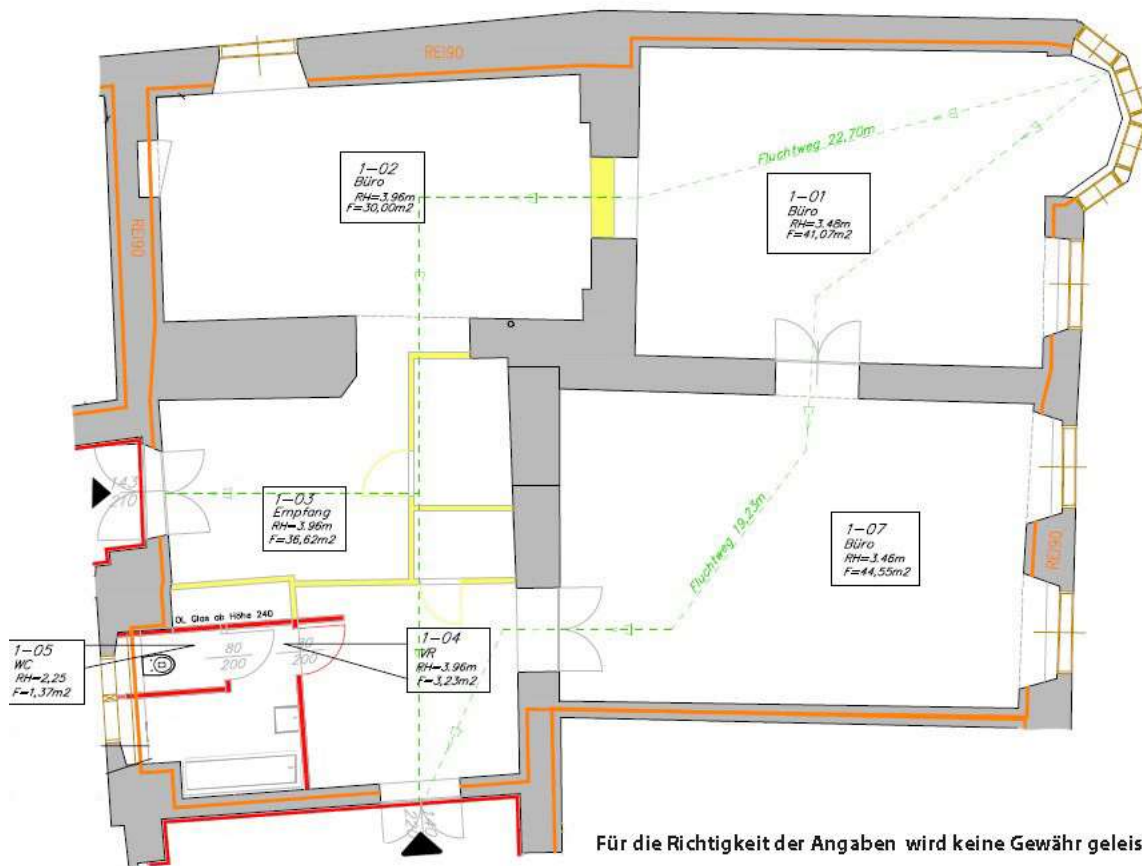 REI90
1-02
Büro
RH=3.96m
F=30,00m2
Fluchtweg 22,70m
1-01
Büro
RH=3.48m
F=41,07m2
REI90
143
210
1-03
Empfang
RH=3.96m
F=36,62m2
Fluchtweg 19,23m
1-07
Büro
RH=3.46m
F=44,55m2
REI90
OL Glas ab Höhe 240
1-05
WC
RH=2,25
F=1,37m2
80
200
80
200
1-04
VR
RH=3.96m
F=3,23m2
Für die Richtigkeit der Angaben wird keine Gewähr geleis